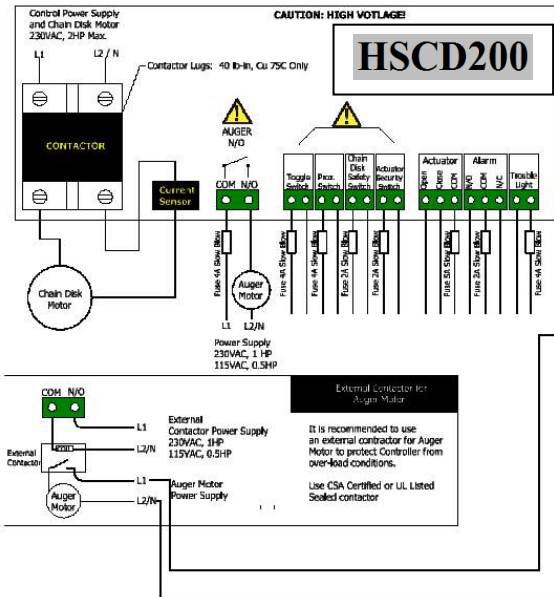 Control Power Supply
and Chain Disk Motor
230VAC, 2HP Max.
CAUTION: HIGH VOTLAGE!
HSCD200
L1
L2/ N
Contactor Lugs: 40 lb-in, Cu 75C Only
CONTACTOR
Current
Sensor
AUGER
N/O
COM N/O
Toggle
Switch
Prox.
Switch
Chain
Disk
Safety
Switch
Actuator
Security
Switch
Actuator
Open
Close
COM
Alarm
N/O
COM
N/C
Trouble
Light
Fuse 4A Slow Blow
Fuse 4A Slow Blow
Fuse 4A Slow Blow
Fuse 2A Slow Blow
Fuse 2A Slow Blow
Fuse 5A Slow Blow
Fuse 2A Slow Blow
Fuse 4A Slow Blow
Chain Disk
Motor
Auger
Motor
L1
L2/N
Power Supply
230VAC, 1 HP
115VAC, 0.5HP
COM N/O
L1
L2/N
External
Contactor Power Supply
230VAC, 1HP
115VAC, 0.5HP
External
Contactor
COIL
L1
L2/N
Auger Motor
Power Supply
Auger
Motor
External Contactor for
Auger Motor
It is recommended to use
an external contractor for Auger
Motor to protect Controller from
over-load conditions.
Use CSA Certified or UL Listed
Sealed contactor